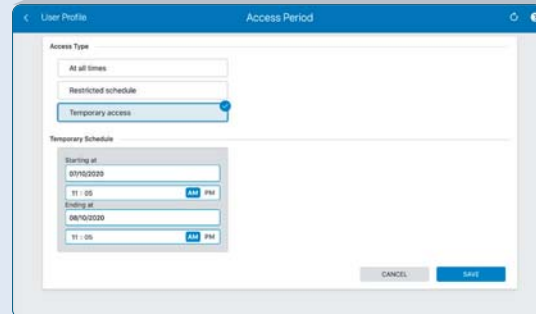 User Profile
Access Period
Access Type
At all times
Restricted schedule
Temporary access
Temporary Schedule
Starting at
07/10/2020
11 : 05 AM PM
Ending at
08/10/2020
11 : 05 AM PM
CANCEL SAVE